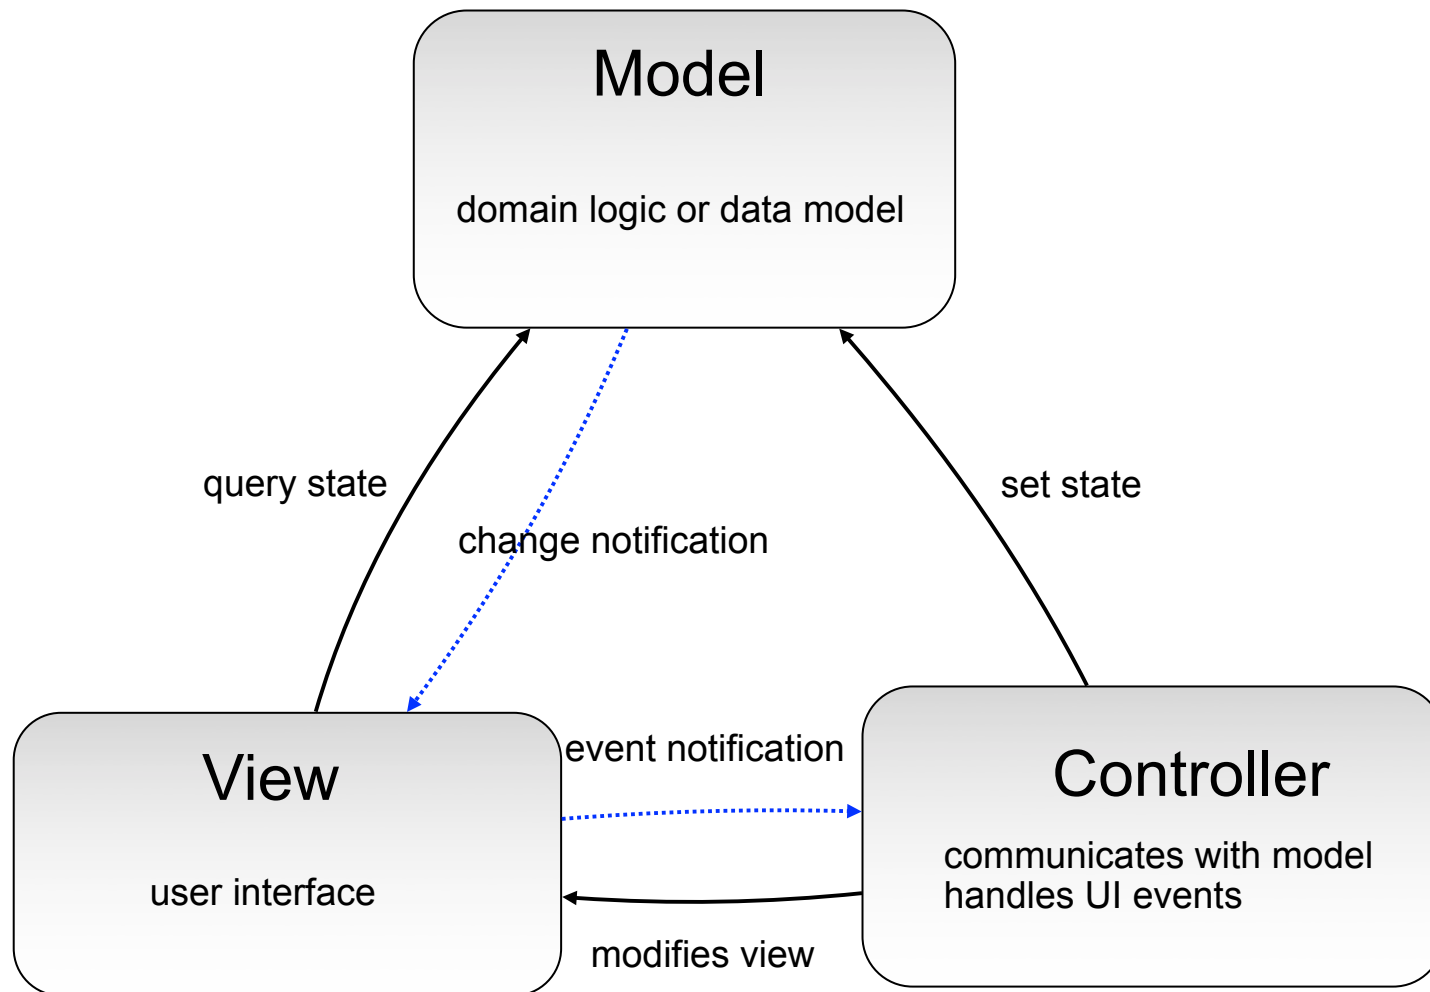 Model
domain logic or data model
query state
set state
change notification
event notification
View
user interface
Controller
communicates with model
handles UI events
modifies view